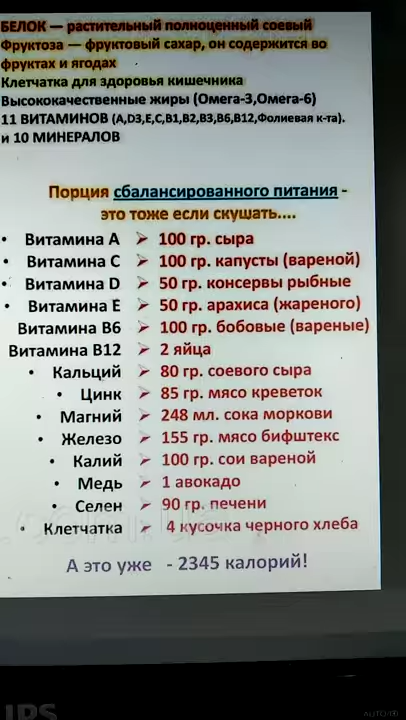 БЕЛОК — растительный полноценный соевый
Фруктоза — фруктовый сахар, он содержится во
фруктах и ягодах
Клетчатка для здоровья кишечника
Высококачественные жиры (Омега-3,Омега-6)
11 ВИТАМИНОВ (A,D3,E,C,B1,B2,B3,B6,B12,Фолиевая к-та).
и 10 МИНЕРАЛОВ
Порция сбалансированного питания -
это тоже если скушать....
• Витамина А ➢ 100 гр. сыра
• Витамина С ➢ 100 гр. капусты (вареной)
• Витамина D ➢ 50 гр. консервы рыбные
• Витамина Е ➢ 50 гр. арахиса (жареного)
Витамина В6 ➢ 100 гр. бобовые (вареные)
Витамина В12 ➢ 2 яйца
• Кальций ➢ 80 гр. соевого сыра
• Цинк ➢ 85 гр. мясо креветок
• Магний ➢ 248 мл. сока моркови
• Железо ➢ 155 гр. мясо бифштекс
• Калий ➢ 100 гр. сои вареной
• Медь ➢ 1 авокадо
• Селен ➢ 90 гр. печени
• Клетчатка ➢ 4 кусочка черного хлеба
А это уже - 2345 калорий!
IPS